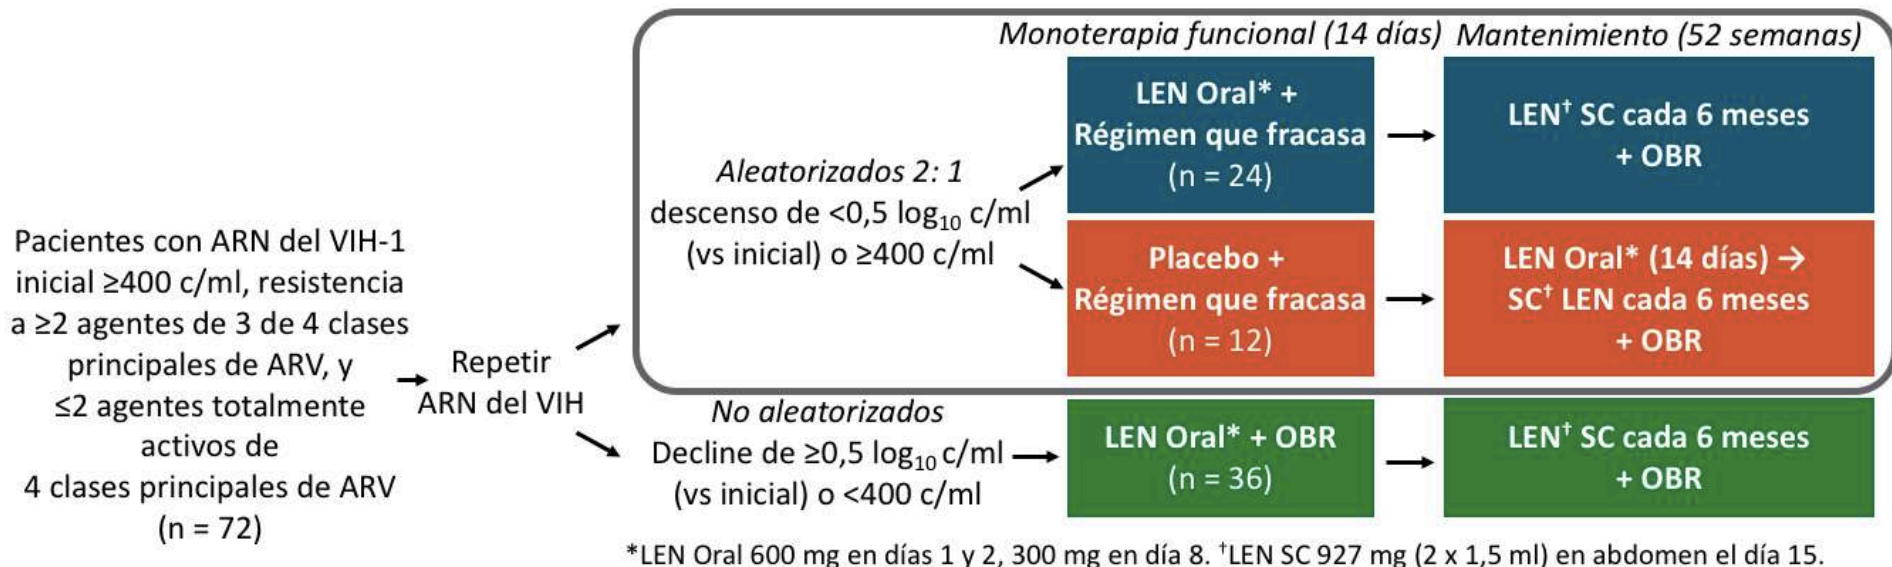 Monoterapia funcional (14 días)
Mantenimiento (52 semanas)
Pacientes con ARN del VIH-1
inicial ≥400 c/ml, resistencia
a ≥2 agentes de 3 de 4 clases
principales de ARV, y
≤2 agentes totalmente
activos de
4 clases principales de ARV
(n = 72)
Repetir
ARN del VIH
Aleatorizados 2: 1
descenso de <0,5 log₁₀ c/ml
(vs inicial) o ≥400 c/ml
LEN Oral* +
Régimen que fracasa
(n = 24)
LEN† SC cada 6 meses
+ OBR
Placebo +
Régimen que fracasa
(n = 12)
LEN Oral* (14 días) →
SC† LEN cada 6 meses
+ OBR
No aleatorizados
Decline de ≥0,5 log₁₀ c/ml
(vs inicial) o <400 c/ml
LEN Oral* + OBR
(n = 36)
LEN† SC cada 6 meses
+ OBR
*LEN Oral 600 mg en días 1 y 2, 300 mg en día 8. †LEN SC 927 mg (2 x 1,5 ml) en abdomen el día 15.